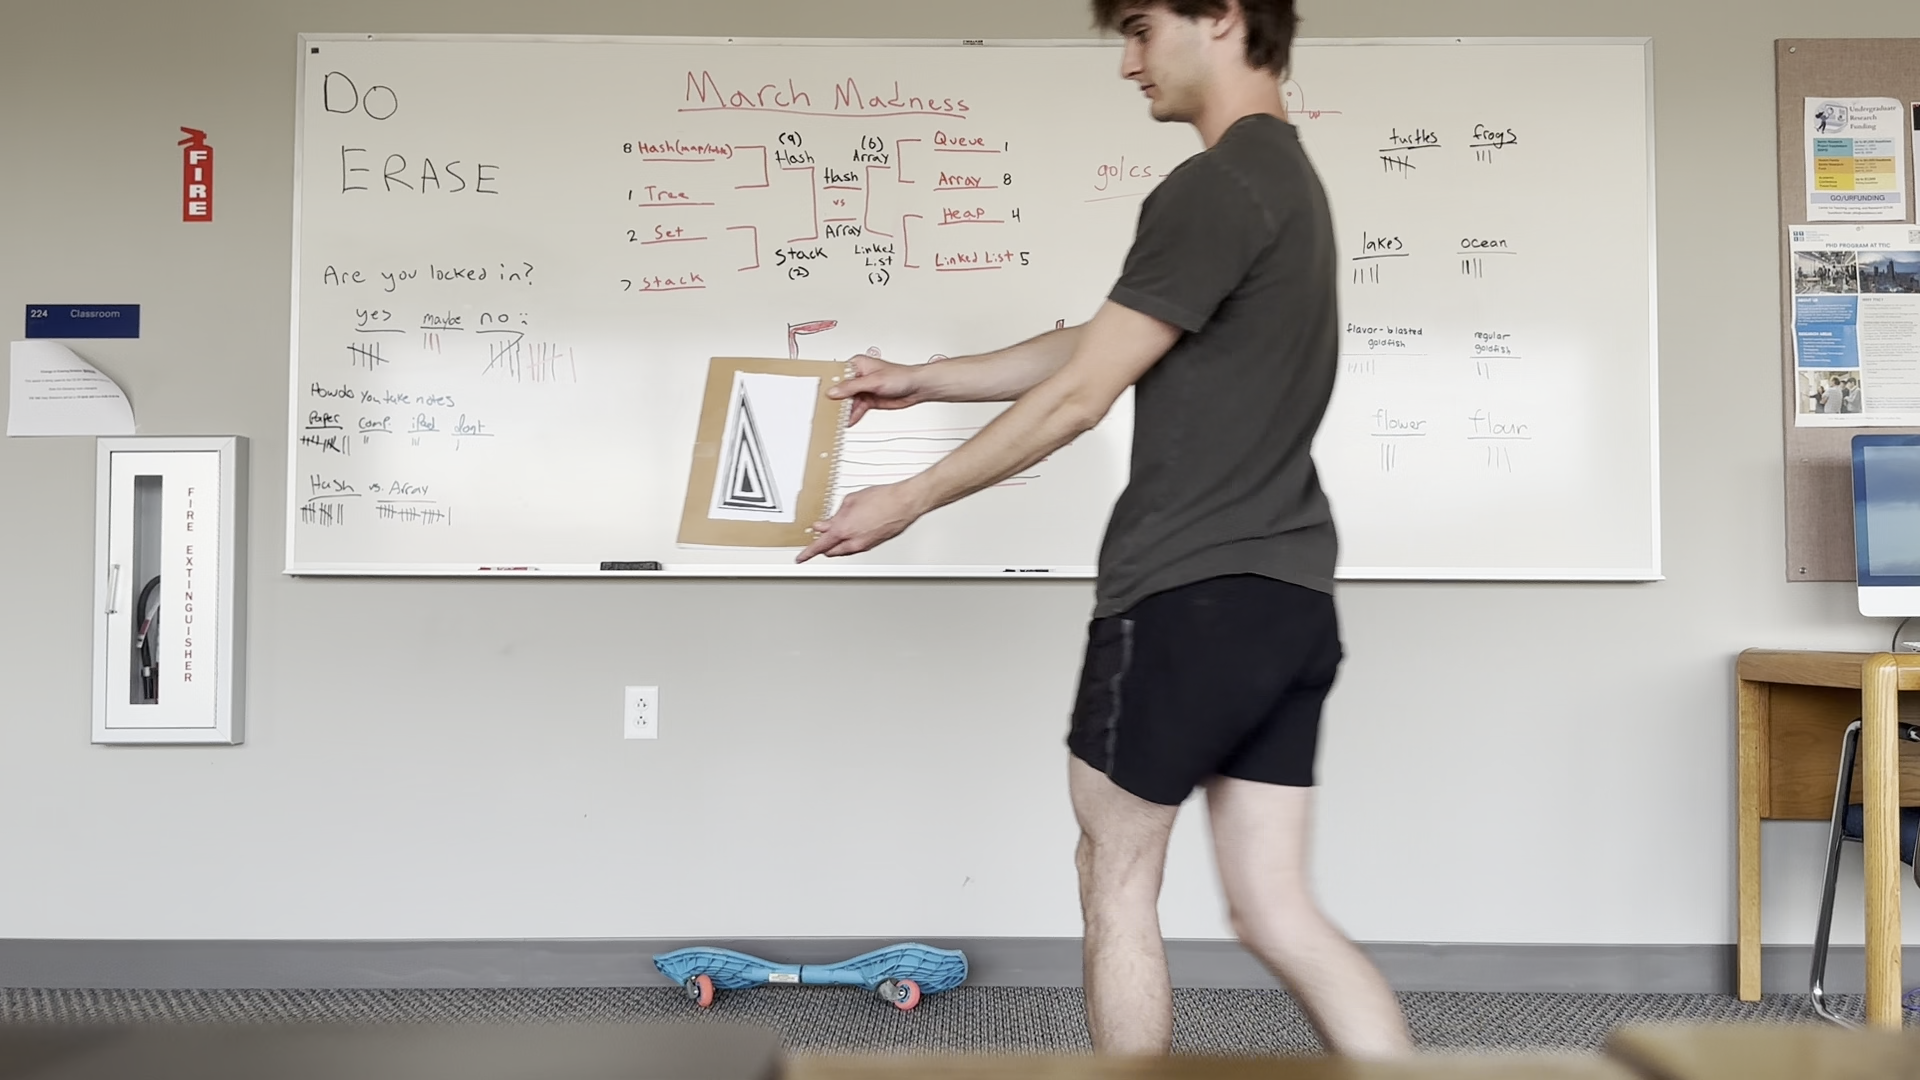 DO
ERASE
March Madness
8 Hash(map/table)
1 Tree
2 Set
7 Stack
(9)
Hash
Stack
(2)
Hash
vs
Array
(6)
Array
Linked
List
(3)
Queue 1
Array 8
Heap 4
Linked List 5
go/cs-
Are you locked in?
yes maybe no :
How do you take notes
Paper comp. iPad dont
Hash vs. Array
turtles frogs
lakes ocean
flavor-blasted
goldfish
regular
goldfish
flower flour
FIRE
224 Classroom
FIRE EXTINGUISHER
Undergraduate
Research
Funding
GO/URFUNDING
PHD PROGRAM AT TTIC